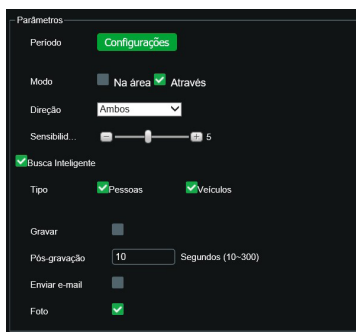 Parâmetros
Período Configurações
Modo Na área Através
Direção Ambos
Sensibilid... 5
Busca Inteligente
Tipo Pessoas Veículos
Gravar
Pós-gravação 10 Segundos (10~300)
Enviar e-mail
Foto